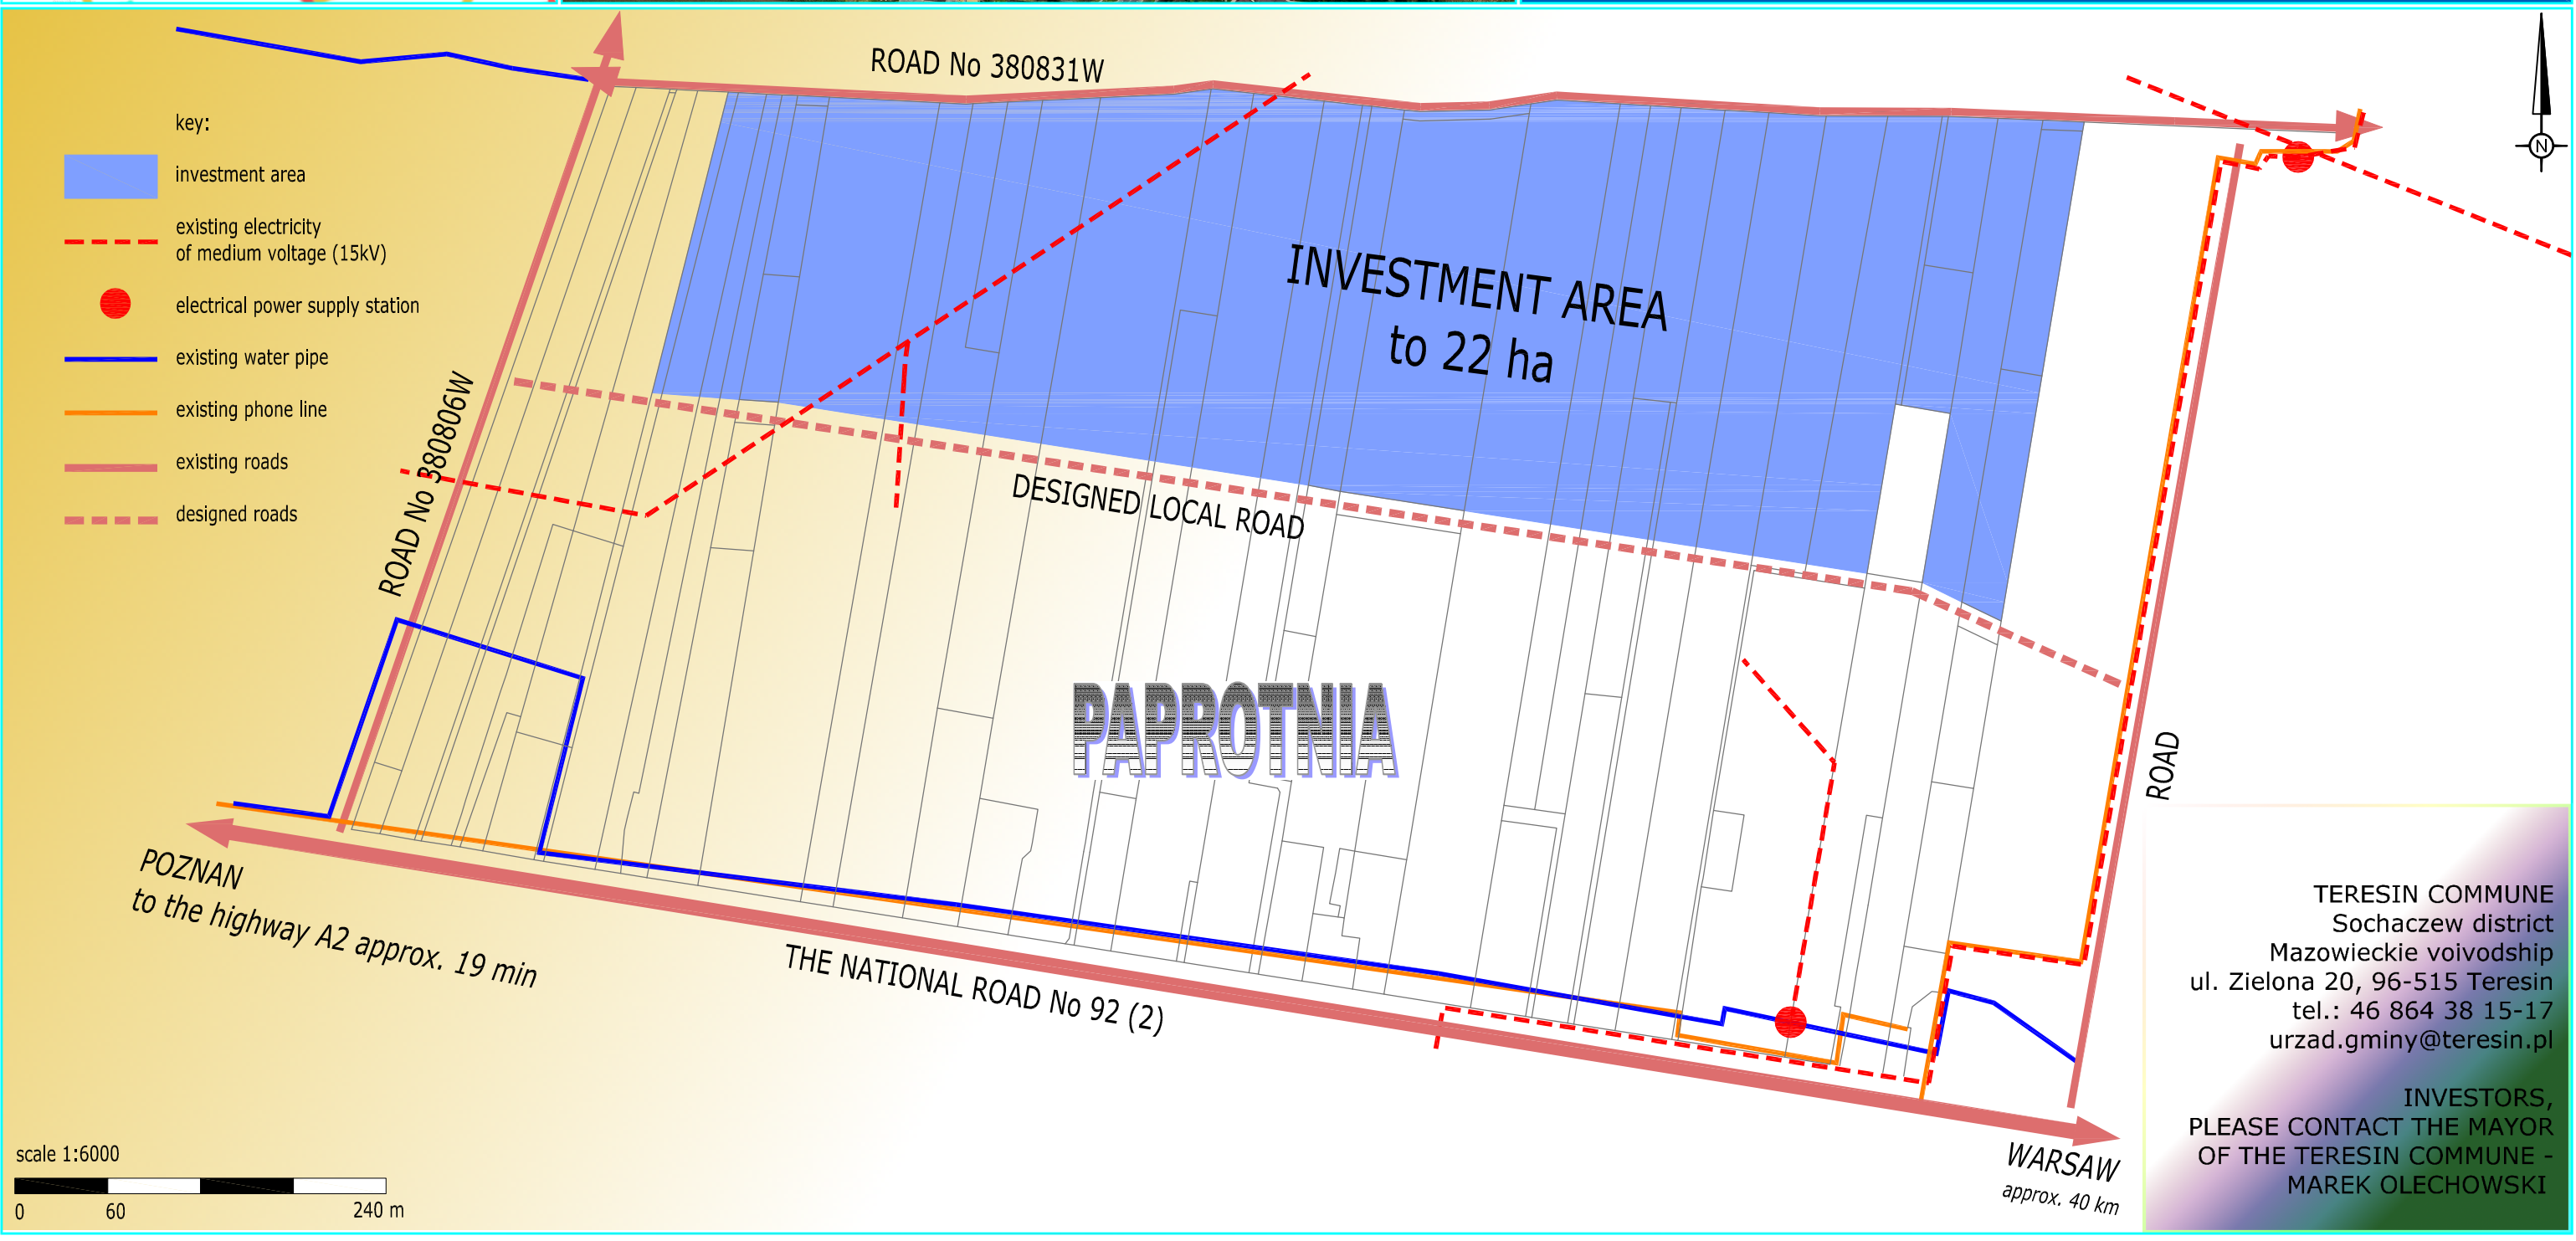 ROAD No 380831W
N
key:
investment area
existing electricity
of medium voltage (15kV)
electrical power supply station
existing water pipe
existing phone line
existing roads
designed roads
ROAD No 380806W
INVESTMENT AREA
to 22 ha
DESIGNED LOCAL ROAD
PAPROTNIA
ROAD
POZNAN
to the highway A2 approx. 19 min
THE NATIONAL ROAD No 92 (2)
WARSAW
approx. 40 km
scale 1:6000
0 60 240 m
TERESIN COMMUNE
Sochaczew district
Mazowieckie voivodship
ul. Zielona 20, 96-515 Teresin
tel.: 46 864 38 15-17
urzad.gminy@teresin.pl
INVESTORS,
PLEASE CONTACT THE MAYOR
OF THE TERESIN COMMUNE -
MAREK OLECHOWSKI